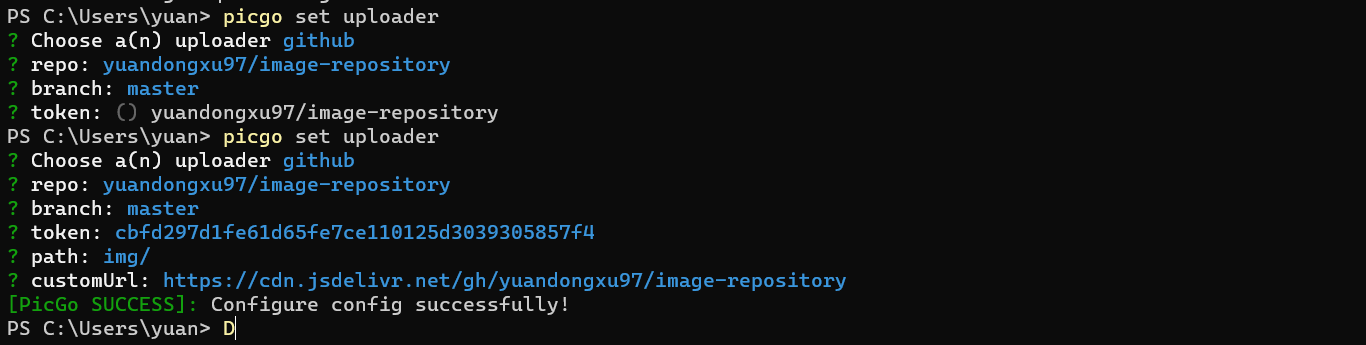 PS C:\Users\yuan> picgo set uploader
? Choose a(n) uploader github
? repo: yuandongxu97/image-repository
? branch: master
? token: () yuandongxu97/image-repository
PS C:\Users\yuan> picgo set uploader
? Choose a(n) uploader github
? repo: yuandongxu97/image-repository
? branch: master
? token: cbfd297d1fe61d65fe7ce110125d3039305857f4
? path: img/
? customUrl: https://cdn.jsdelivr.net/gh/yuandongxu97/image-repository
[PicGo SUCCESS]: Configure config successfully!
PS C:\Users\yuan> D